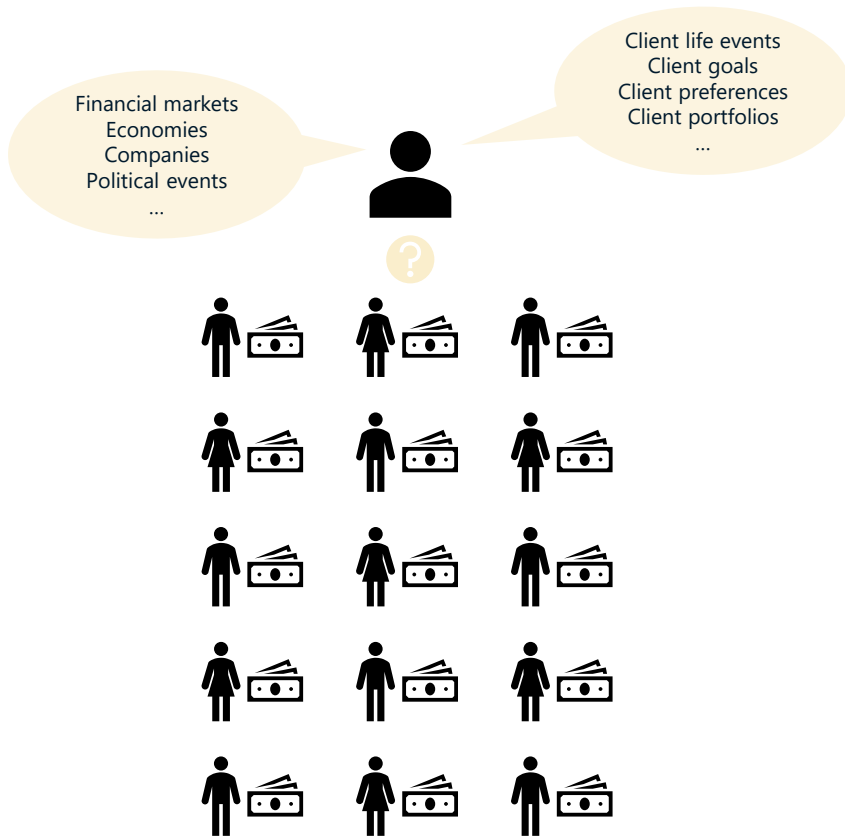 Financial markets
Economies
Companies
Political events
...
Client life events
Client goals
Client preferences
Client portfolios
...
?